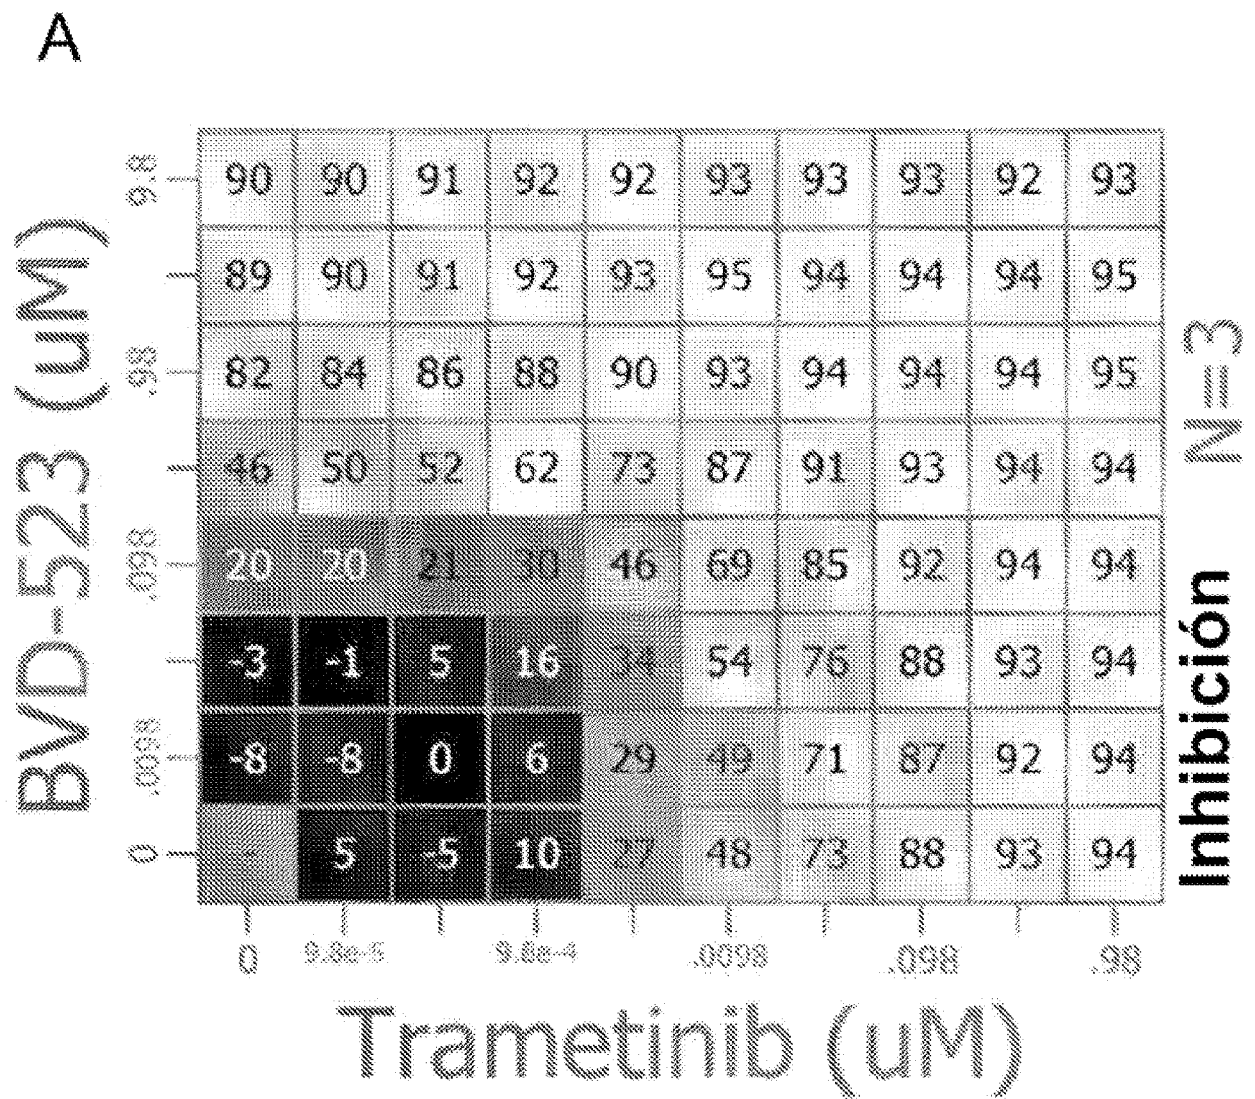 A
BVD-523 (uM)
9.8 90 90 91 92 92 93 93 93 92 93
89 90 91 92 93 95 94 94 94 95
.98 82 84 86 88 90 93 94 94 94 95
46 50 52 62 73 87 91 93 94 94
.098 20 20 21 30 46 69 85 92 94 94
-3 -1 5 16 34 54 76 88 93 94
.0098 -8 -8 0 6 29 49 71 87 92 94
0 - 5 -5 10 48 73 88 93 94
0 9.8e-5 9.8e-4 .0098 .098 .98
Trametinib (uM)
Inhibición N=3